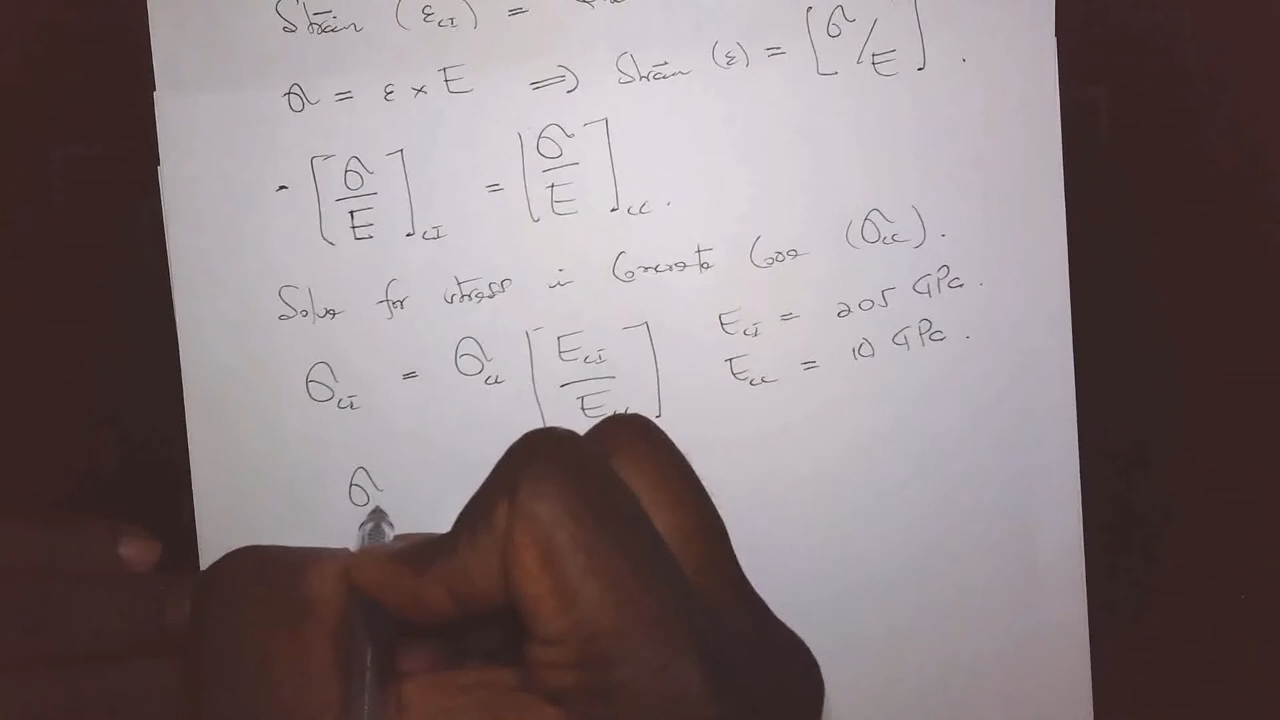 Strain (ε_CI) =
σ = ε × E ⟹ Strain (ε) = [σ/E].
- [σ/E]_CI = [σ/E]_CC.
Solve for stress in Concrete Core (σ_CC).
σ_CI = σ_CC [E_CI/E_CC]
E_CI = 205 GPa.
E_CC = 10 GPa.
σ